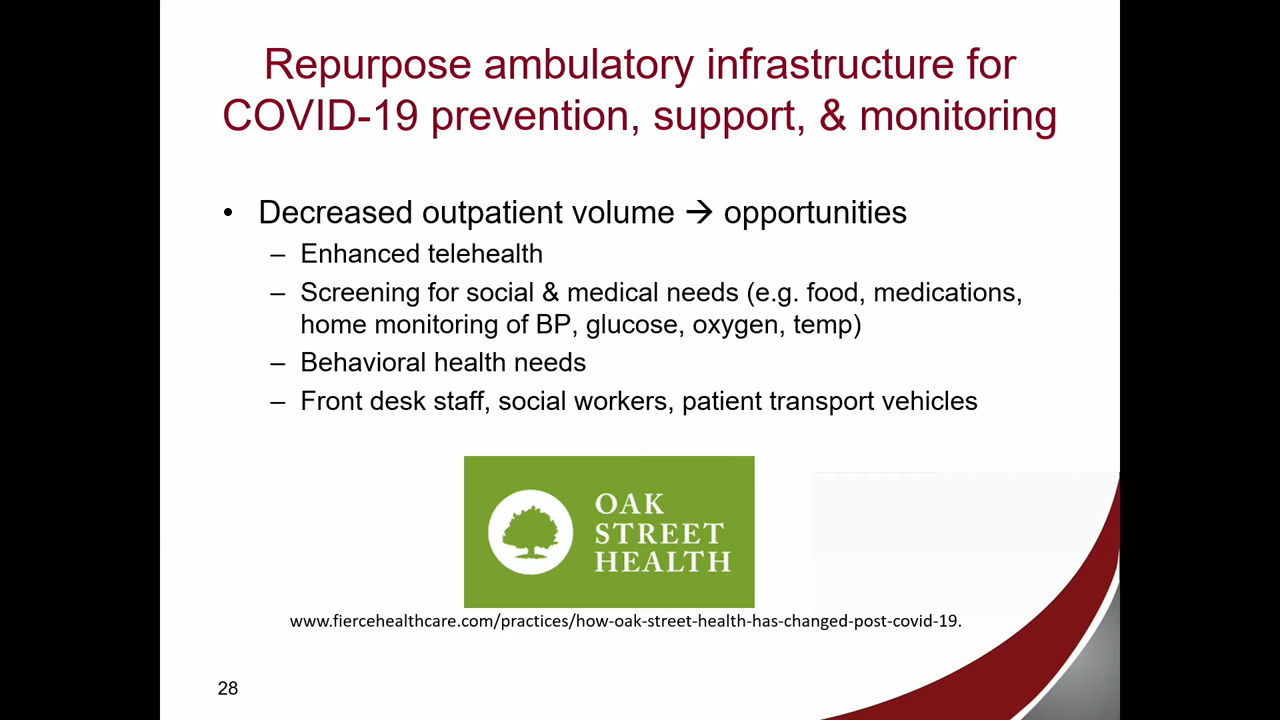 Repurpose ambulatory infrastructure for
COVID-19 prevention, support, & monitoring
• Decreased outpatient volume → opportunities
– Enhanced telehealth
– Screening for social & medical needs (e.g. food, medications,
home monitoring of BP, glucose, oxygen, temp)
– Behavioral health needs
– Front desk staff, social workers, patient transport vehicles
OAK
STREET
HEALTH
www.fiercehealthcare.com/practices/how-oak-street-health-has-changed-post-covid-19.
28